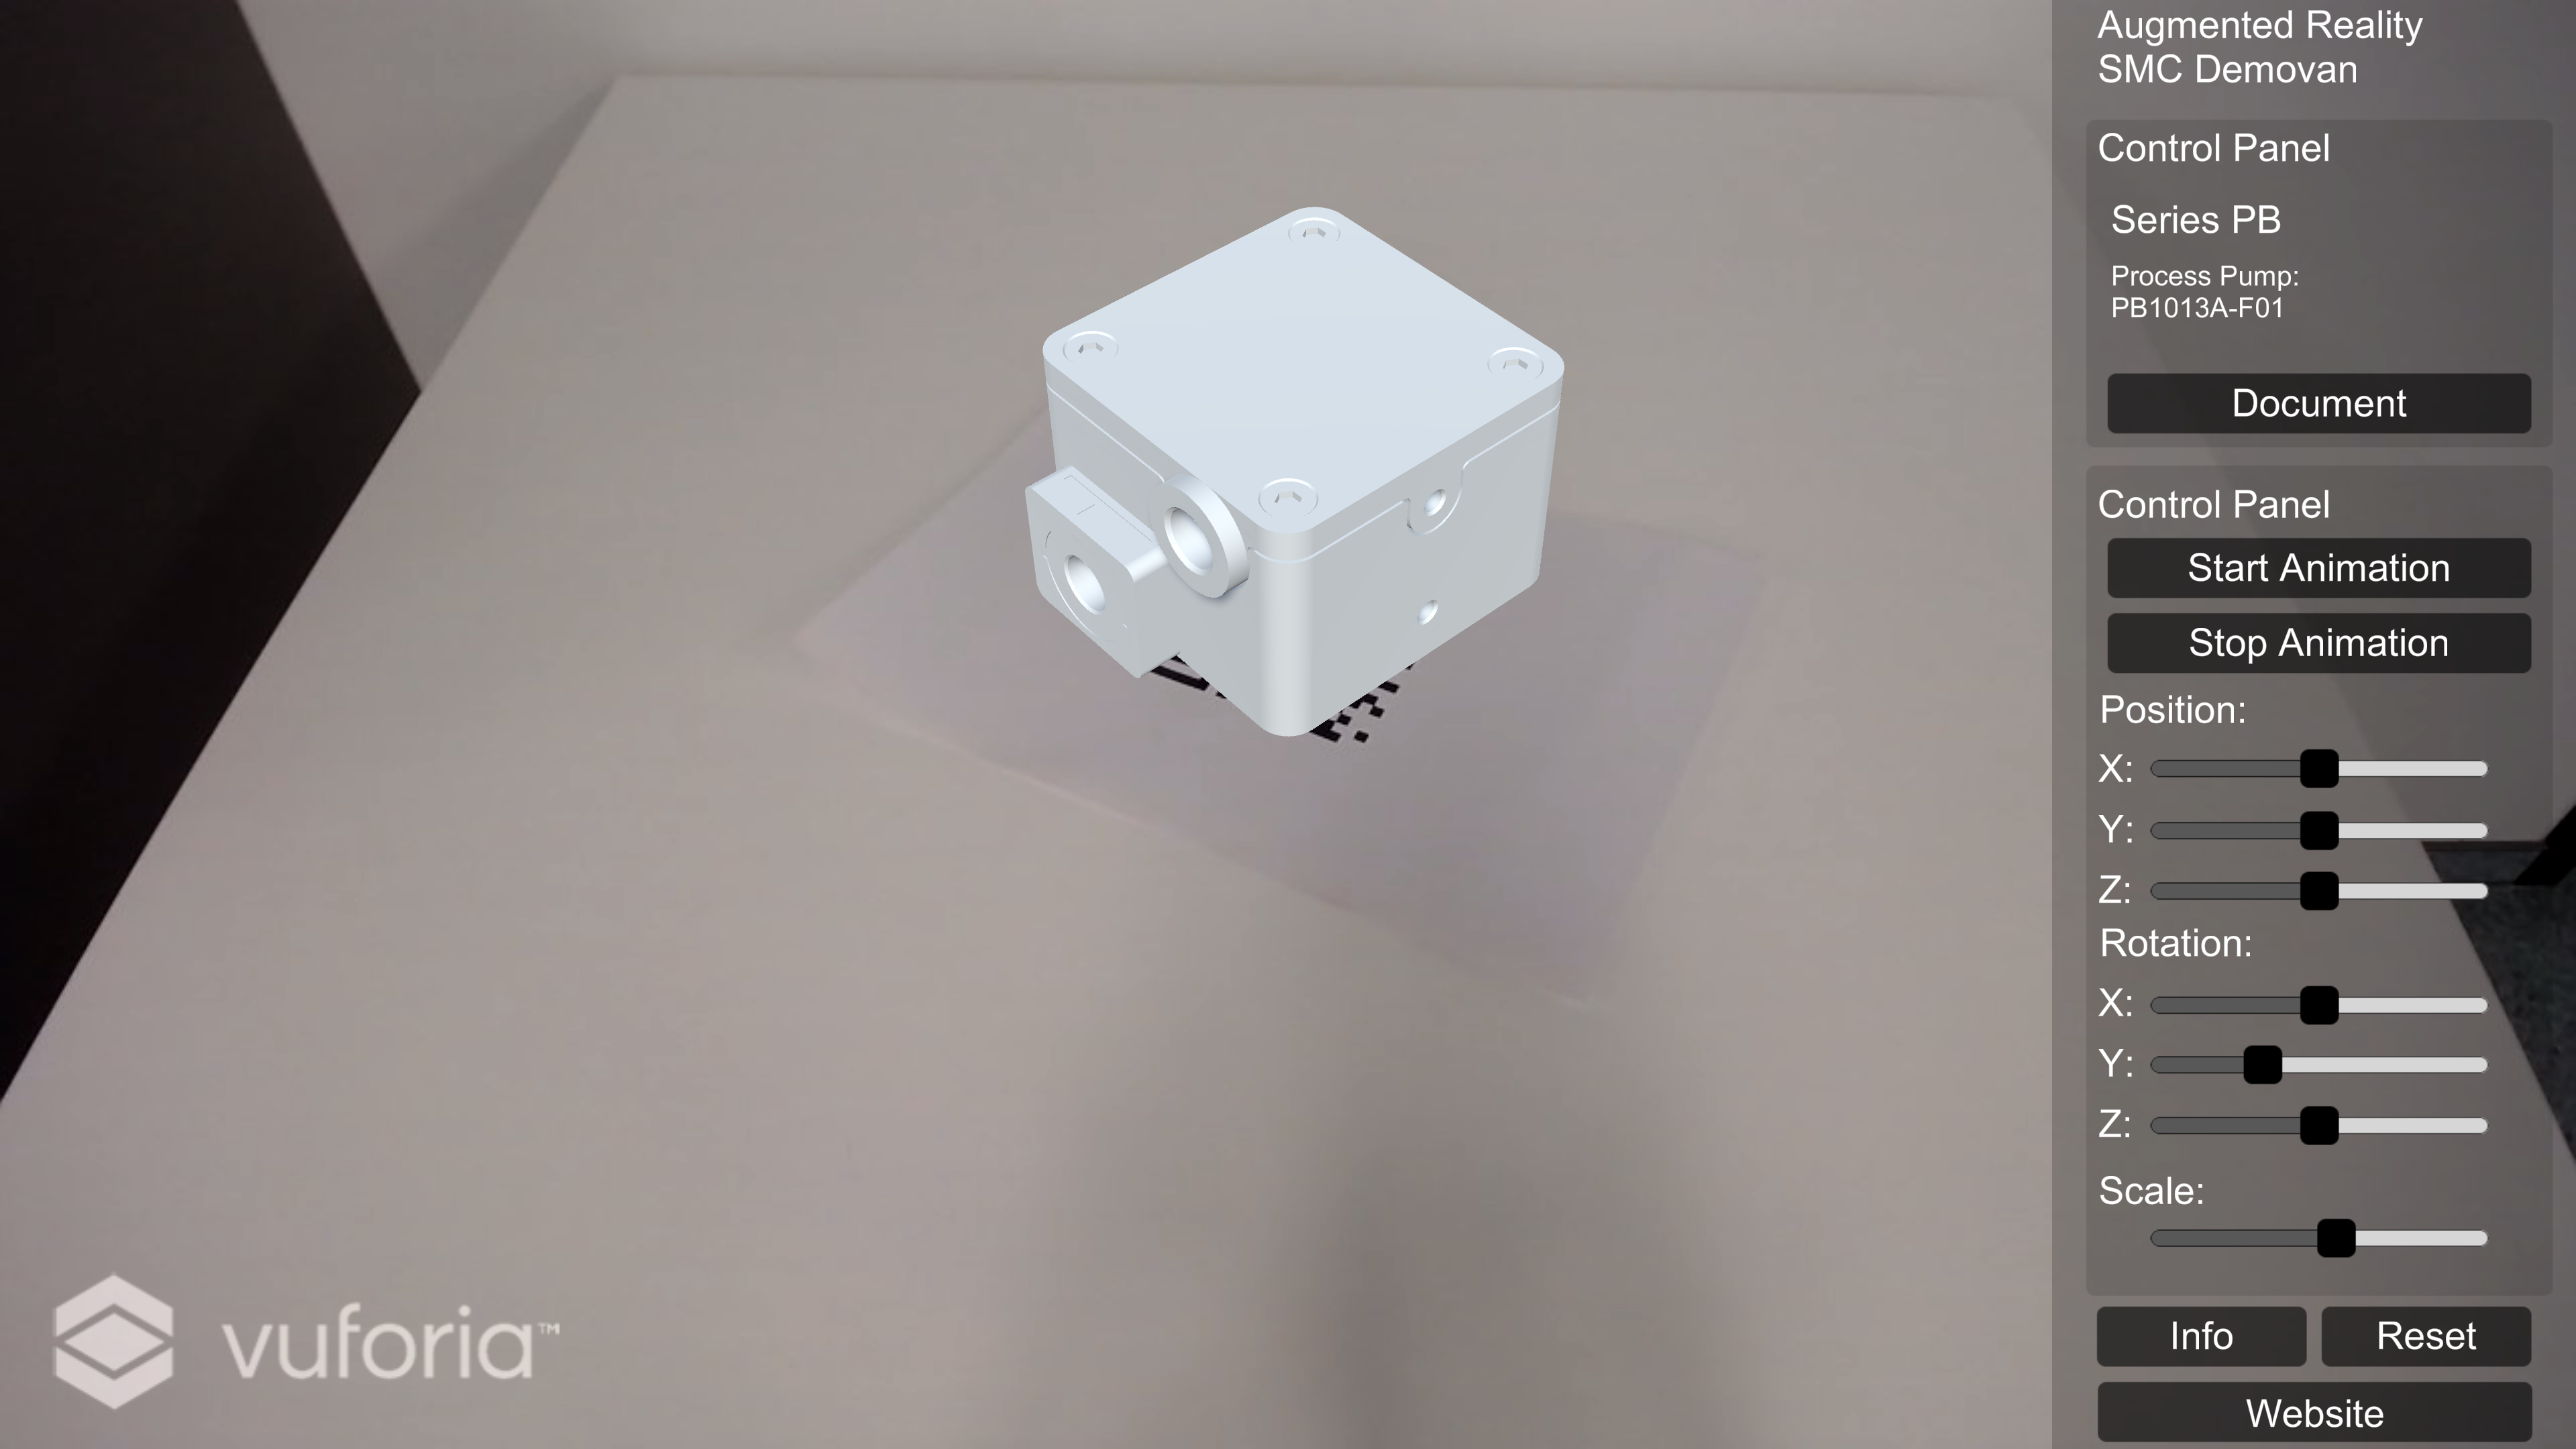 Augmented Reality
SMC Demovan
Control Panel
Series PB
Process Pump:
PB1013A-F01
Document
Control Panel
Start Animation
Stop Animation
Position:
X:
Y:
Z:
Rotation:
X:
Y:
Z:
Scale:
Info
Reset
Website
vuforia™